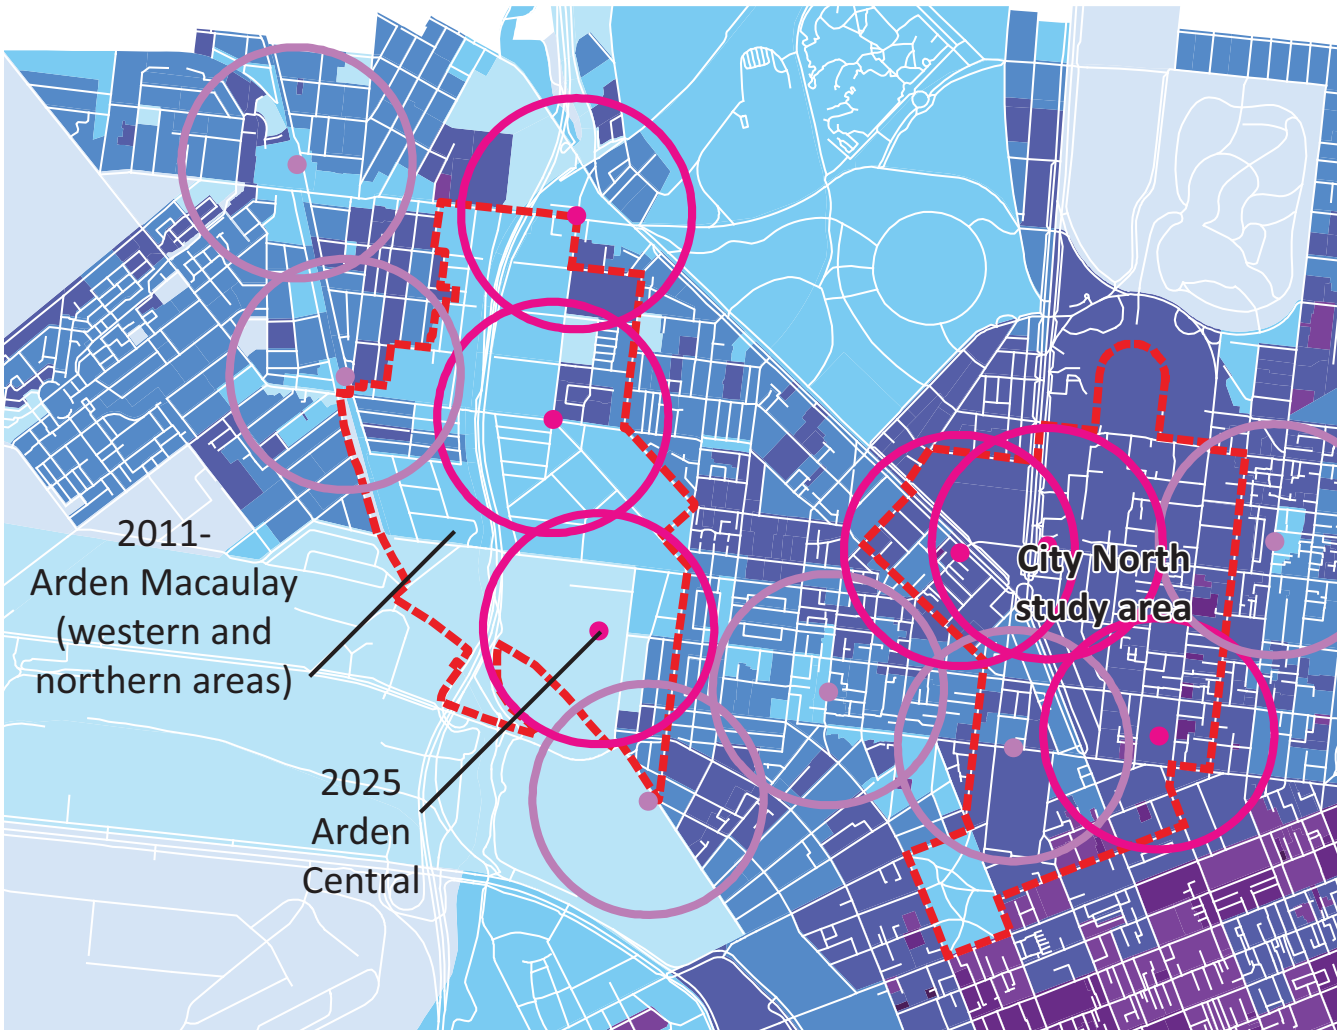 2011-
Arden Macaulay
(western and
northern areas)
2025
Arden
Central
City North
study area